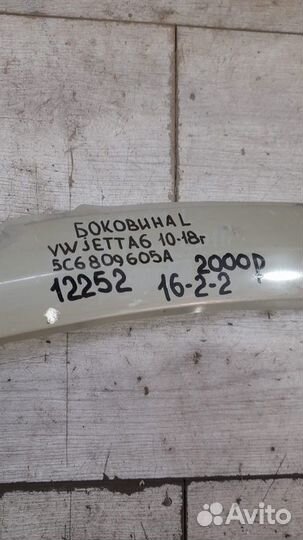 БОКОВИНА L
VW JETTA6 10-18г
5C6809605A 2000р
12252 16-2-2
Avito